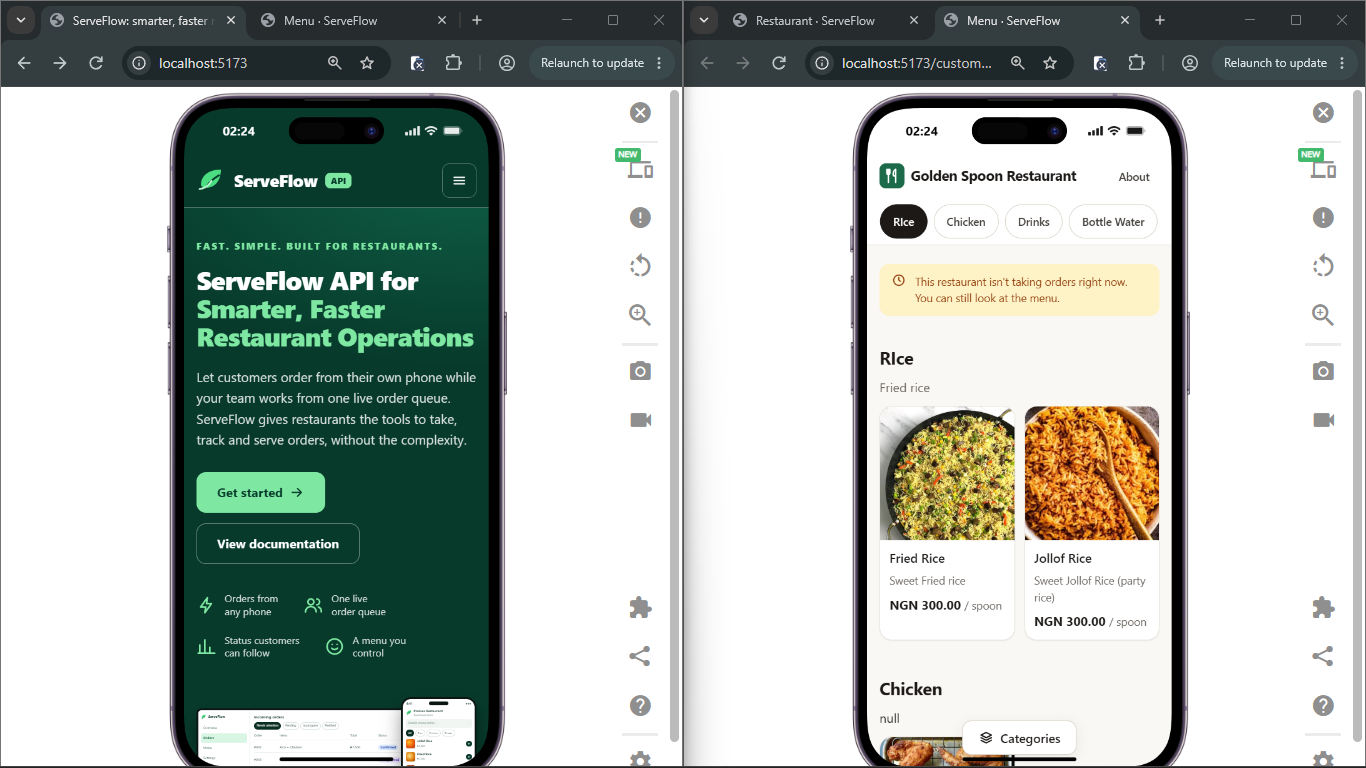 ServeFlow: smarter, faster r
Menu · ServeFlow
localhost:5173
Relaunch to update
02:24
ServeFlow API
FAST. SIMPLE. BUILT FOR RESTAURANTS.
ServeFlow API for
Smarter, Faster
Restaurant Operations
Let customers order from their own phone while
your team works from one live order queue.
ServeFlow gives restaurants the tools to take,
track and serve orders, without the complexity.
Get started
View documentation
Orders from
any phone
One live
order queue
Status customers
can follow
A menu you
control
ServeFlow
Incoming orders
NEW
Restaurant · ServeFlow
Menu · ServeFlow
localhost:5173/custom...
Relaunch to update
02:24
Golden Spoon Restaurant
About
RIce
Chicken
Drinks
Bottle Water
This restaurant isn't taking orders right now.
You can still look at the menu.
RIce
Fried rice
Fried Rice
Sweet Fried rice
NGN 300.00 / spoon
Jollof Rice
Sweet Jollof Rice (party
rice)
NGN 300.00 / spoon
Chicken
null
Categories
NEW